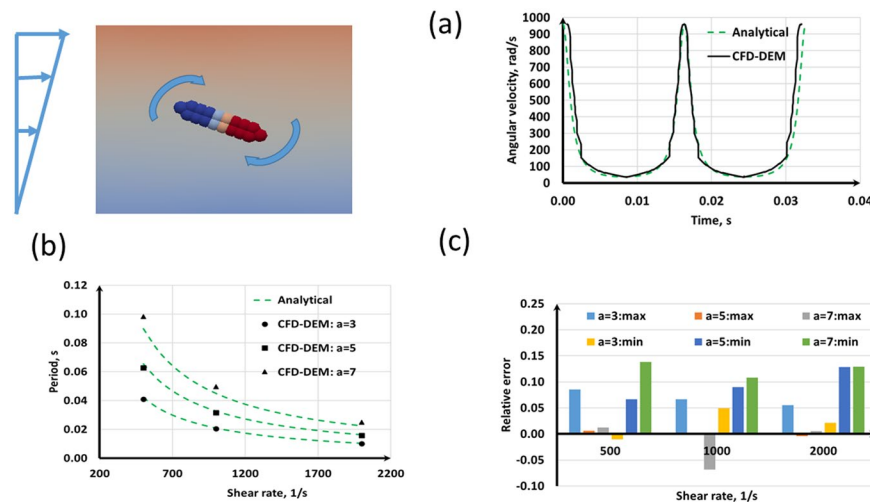 (a)
Angular velocity, rad/s
1000
900
800
700
600
500
400
300
200
100
0
Analytical
CFD-DEM
0.00 0.01 0.02 0.03 0.04
Time, s
(b)
Period, s
0.12
0.10
0.08
0.06
0.04
0.02
0.00
Analytical
CFD-DEM: a=3
CFD-DEM: a=5
CFD-DEM: a=7
200 700 1200 1700 2200
Shear rate, 1/s
(c)
Relative error
0.25
0.20
0.15
0.10
0.05
0.00
-0.05
-0.10
a=3:max a=5:max a=7:max
a=3:min a=5:min a=7:min
500 1000 2000
Shear rate, 1/s